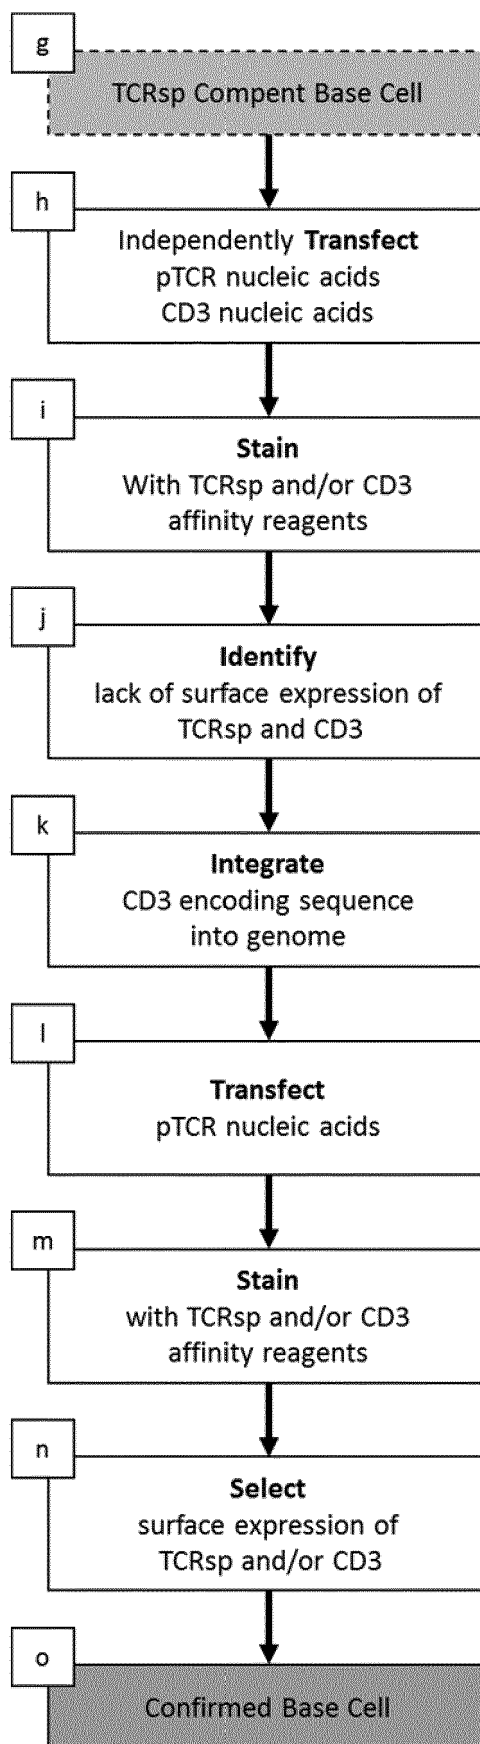 g
TCRsp Compent Base Cell
h
Independently Transfect
pTCR nucleic acids
CD3 nucleic acids
i
Stain
With TCRsp and/or CD3
affinity reagents
j
Identify
lack of surface expression of
TCRsp and CD3
k
Integrate
CD3 encoding sequence
into genome
l
Transfect
pTCR nucleic acids
m
Stain
with TCRsp and/or CD3
affinity reagents
n
Select
surface expression of
TCRsp and/or CD3
o
Confirmed Base Cell